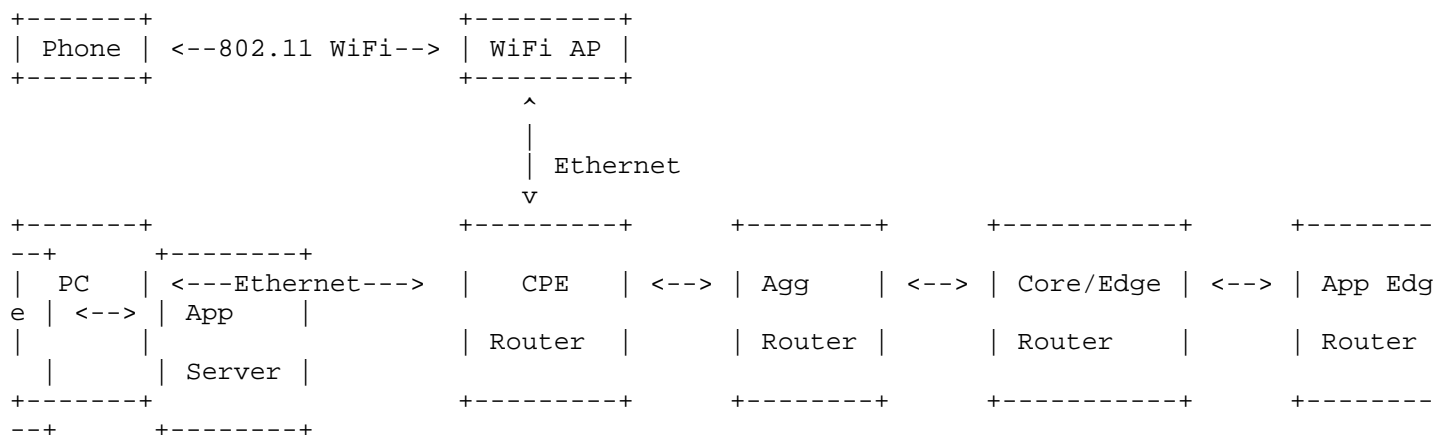 +-------+                      +---------+
| Phone | <--802.11 WiFi--> | WiFi AP |
+-------+                      +---------+
^
|
| Ethernet
v
+-------+                      +---------+       +--------+       +-----------+       +--------
--+       +--------+
|   PC    | <---Ethernet--->   |   CPE   | <--> | Agg    | <--> | Core/Edge | <--> | App Edg
e | <--> | App    |
|       |                      | Router  |       | Router |       | Router    |       | Router
  |       | Server |
+-------+                      +---------+       +--------+       +-----------+       +--------
--+       +--------+